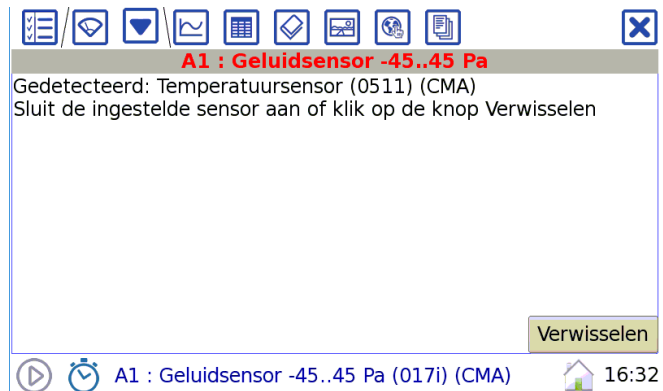 A1 : Geluidsensor -45..45 Pa
Gedetecteerd: Temperatuursensor (0511) (CMA)
Sluit de ingestelde sensor aan of klik op de knop Verwisselen
Verwisselen
A1 : Geluidsensor -45..45 Pa (017i) (CMA)
16:32